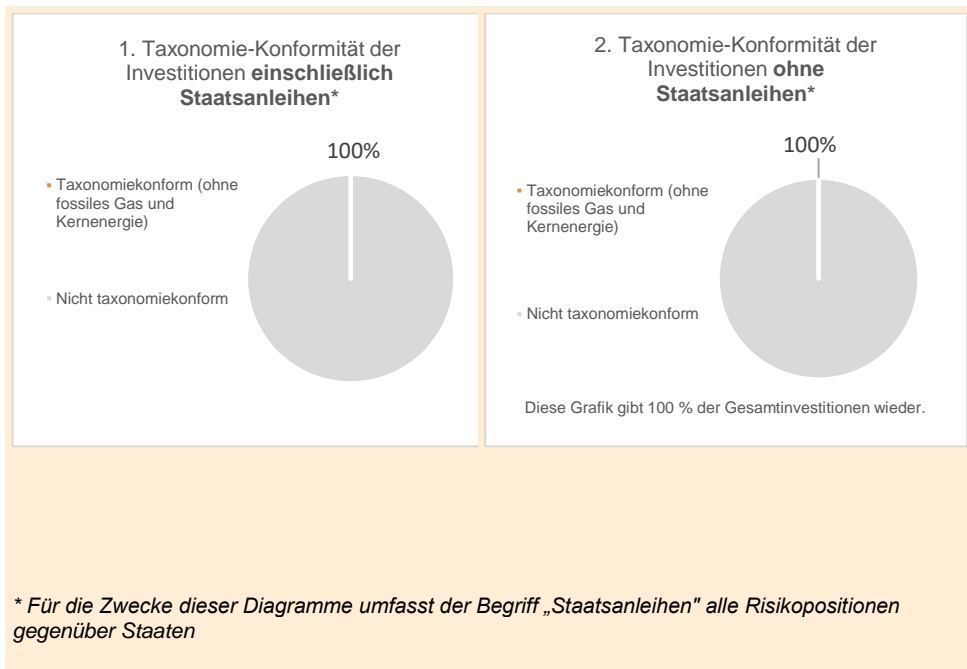 1. Taxonomie-Konformität der
Investitionen einschließlich
Staatsanleihen*
100%
Taxonomiekonform (ohne
fossiles Gas und
Kernenergie)
Nicht taxonomiekonform
2. Taxonomie-Konformität der
Investitionen ohne
Staatsanleihen*
100%
Taxonomiekonform (ohne
fossiles Gas und
Kernenergie)
Nicht taxonomiekonform
Diese Grafik gibt 100 % der Gesamtinvestitionen wieder.
* Für die Zwecke dieser Diagramme umfasst der Begriff „Staatsanleihen" alle Risikopositionen
gegenüber Staaten